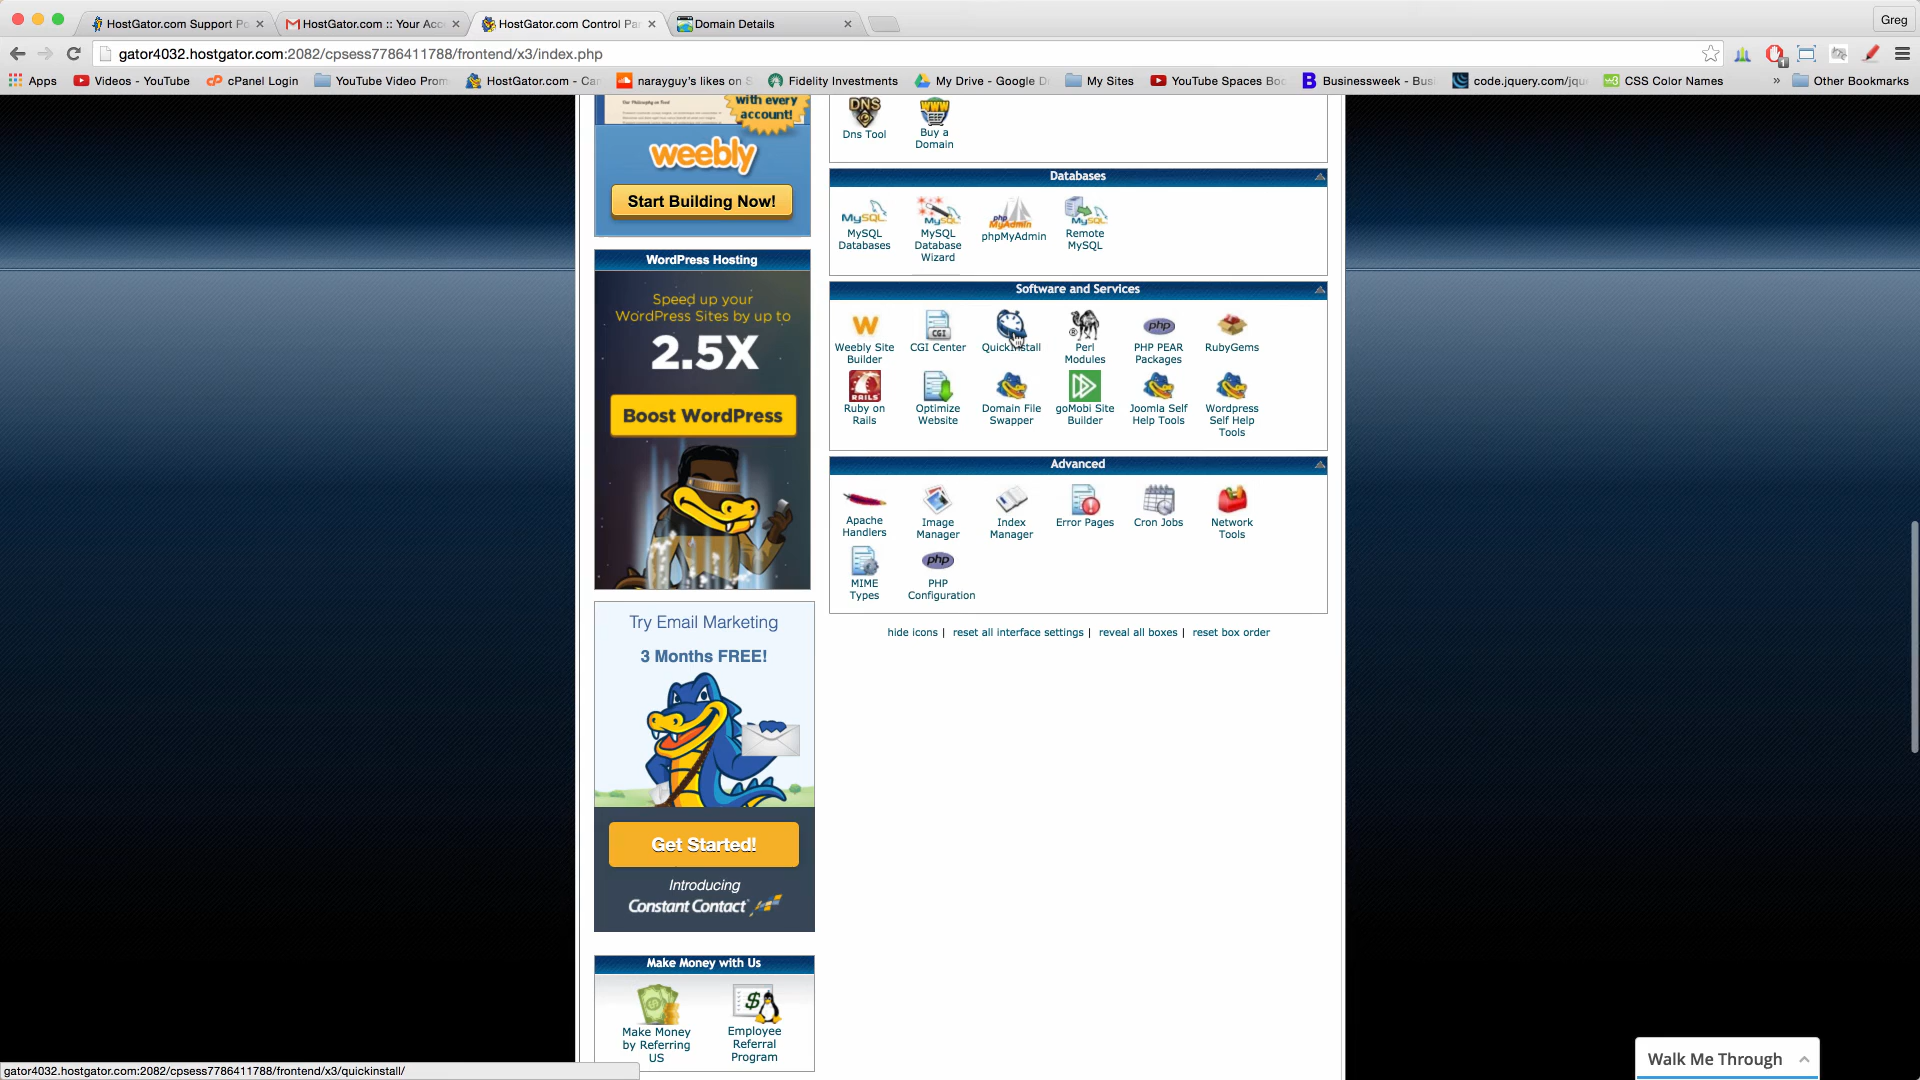 HostGator.com Support Po
HostGator.com :: Your Acc
HostGator.com Control Pa
Domain Details
Greg
gator4032.hostgator.com:2082/cpsess7786411788/frontend/x3/index.php
Apps
Videos - YouTube
cPanel Login
YouTube Video Prom
HostGator.com - Ca
narayguy's likes on S
Fidelity Investments
My Drive - Google D
My Sites
YouTube Spaces Boo
Businessweek - Bus
code.jquery.com/jqu
CSS Color Names
»
Other Bookmarks
with every
account!
weebly
Start Building Now!
DNS
Dns Tool
WWW
Buy a
Domain
Databases
MySQL
Databases
MySQL
Database
Wizard
phpMyAdmin
Remote
MySQL
WordPress Hosting
Speed up your
WordPress Sites by up to
2.5X
Boost WordPress
Software and Services
Weebly Site
Builder
CGI Center
QuickInstall
Perl
Modules
PHP PEAR
Packages
RubyGems
Ruby on
Rails
Optimize
Website
Domain File
Swapper
goMobi Site
Builder
Joomla Self
Help Tools
Wordpress
Self Help
Tools
Advanced
Apache
Handlers
Image
Manager
Index
Manager
Error Pages
Cron Jobs
Network
Tools
MIME
Types
PHP
Configuration
hide icons | reset all interface settings | reveal all boxes | reset box order
Try Email Marketing
3 Months FREE!
Get Started!
Introducing
Constant Contact
Make Money with Us
Make Money
by Referring
US
Employee
Referral
Program
Walk Me Through
gator4032.hostgator.com:2082/cpsess7786411788/frontend/x3/quickinstall/